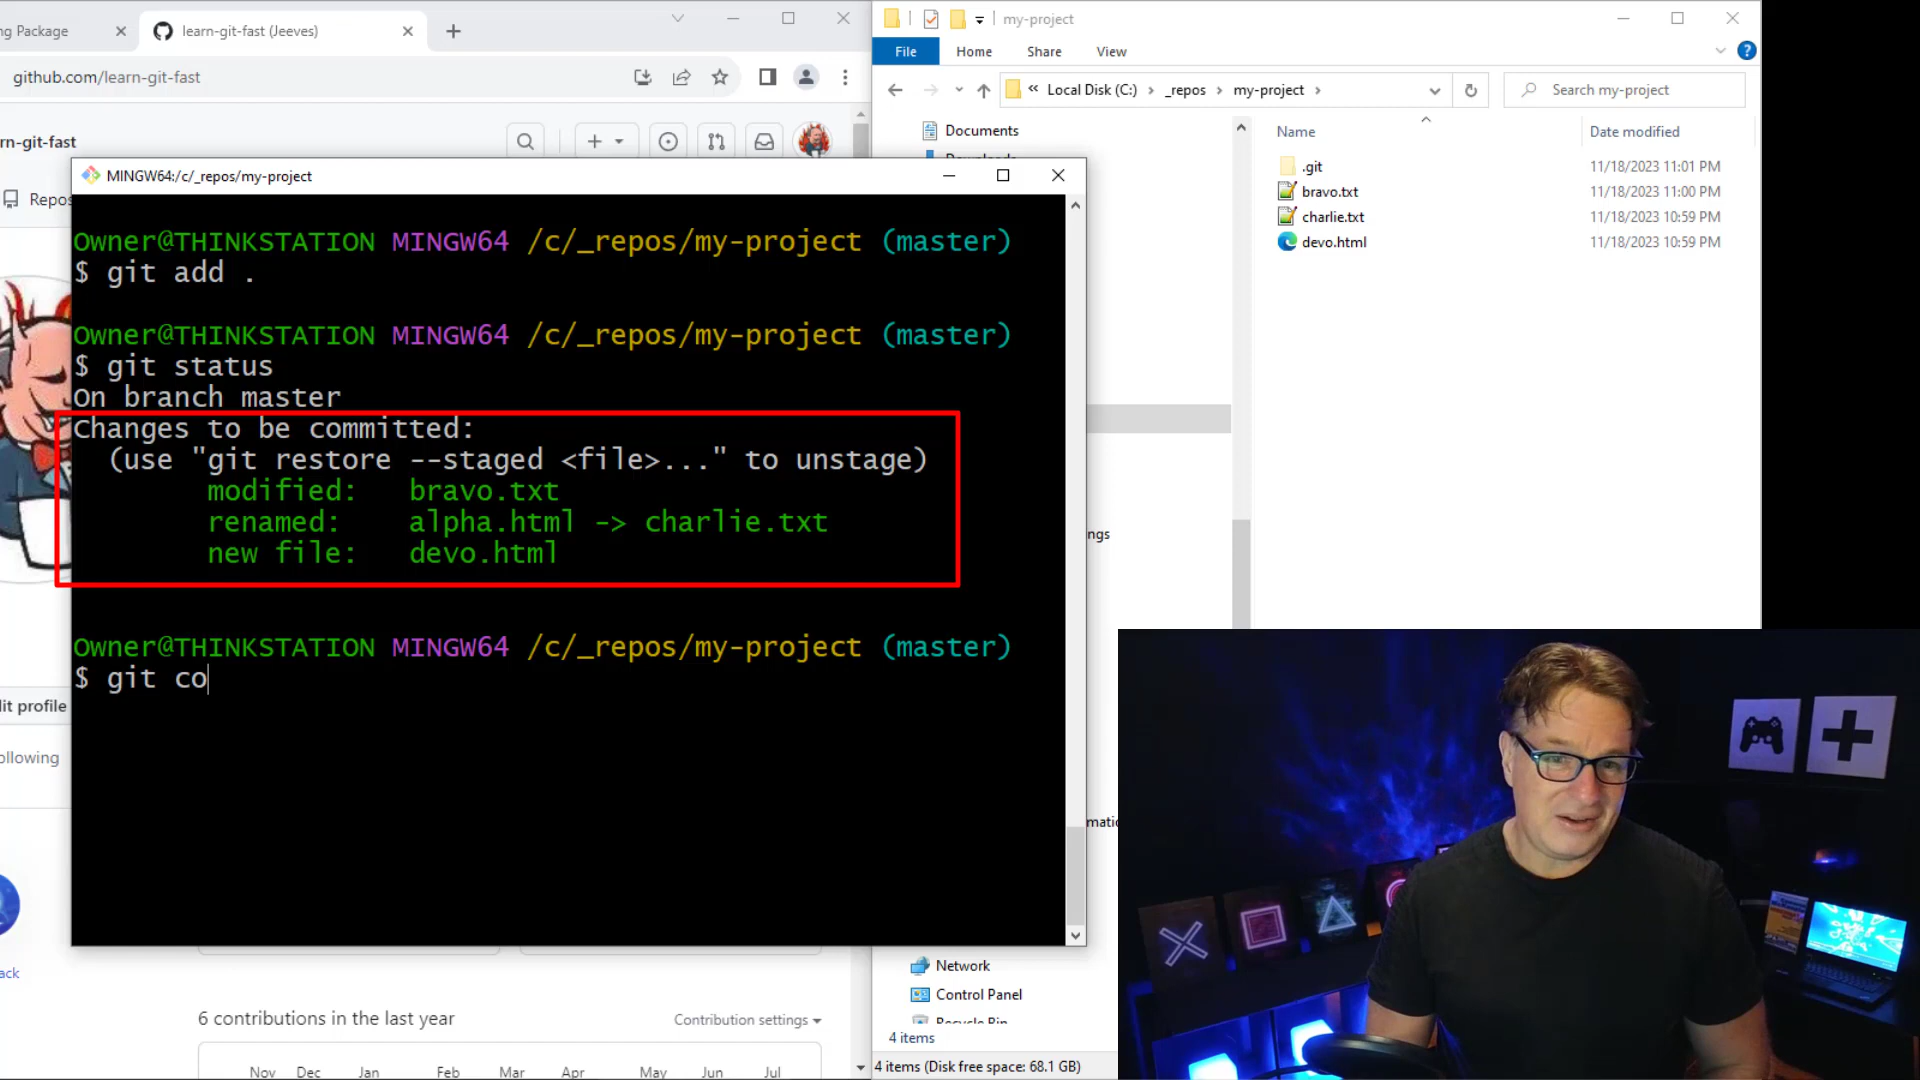 ng Package
learn-git-fast (Jeeves)
github.com/learn-git-fast
rn-git-fast
Repos
MINGW64:/c/_repos/my-project
Owner@THINKSTATION MINGW64 /c/_repos/my-project (master)
$ git add .
Owner@THINKSTATION MINGW64 /c/_repos/my-project (master)
$ git status
On branch master
Changes to be committed:
(use "git restore --staged <file>..." to unstage)
modified: bravo.txt
renamed: alpha.html -> charlie.txt
new file: devo.html
Owner@THINKSTATION MINGW64 /c/_repos/my-project (master)
$ git co
lit profile
ollowing
ack
6 contributions in the last year
Contribution settings
Nov Dec Jan Feb Mar Apr May Jun Jul
my-project
File Home Share View
« Local Disk (C:) › _repos › my-project ›
Search my-project
Documents
Downloads
Name Date modified
.git 11/18/2023 11:01 PM
bravo.txt 11/18/2023 11:00 PM
charlie.txt 11/18/2023 10:59 PM
devo.html 11/18/2023 10:59 PM
ngs
matic
Network
Control Panel
Recycle Bin
4 items
4 items (Disk free space: 68.1 GB)